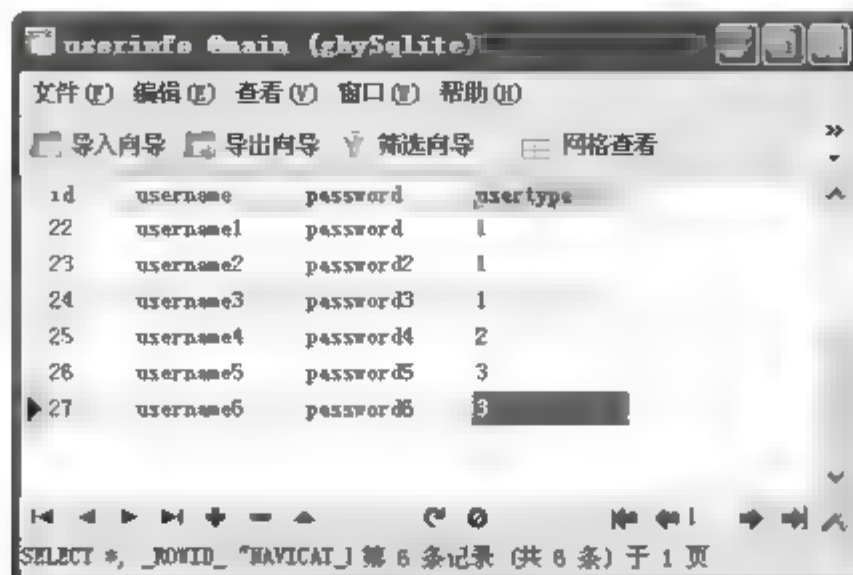 userinfo @main (ghySqlite)
文件(F) 编辑(E) 查看(V) 窗口(W) 帮助(H)
导入向导 导出向导 筛选向导 网格查看
id username password usertype
22 username1 password 1
23 username2 password2 1
24 username3 password3 1
25 username4 password4 2
26 username5 password5 3
27 username6 password6 3
1
SELECT *, _ROWID_ "NAVICAT_] 第 6 条记录 (共 6 条) 于 1 页